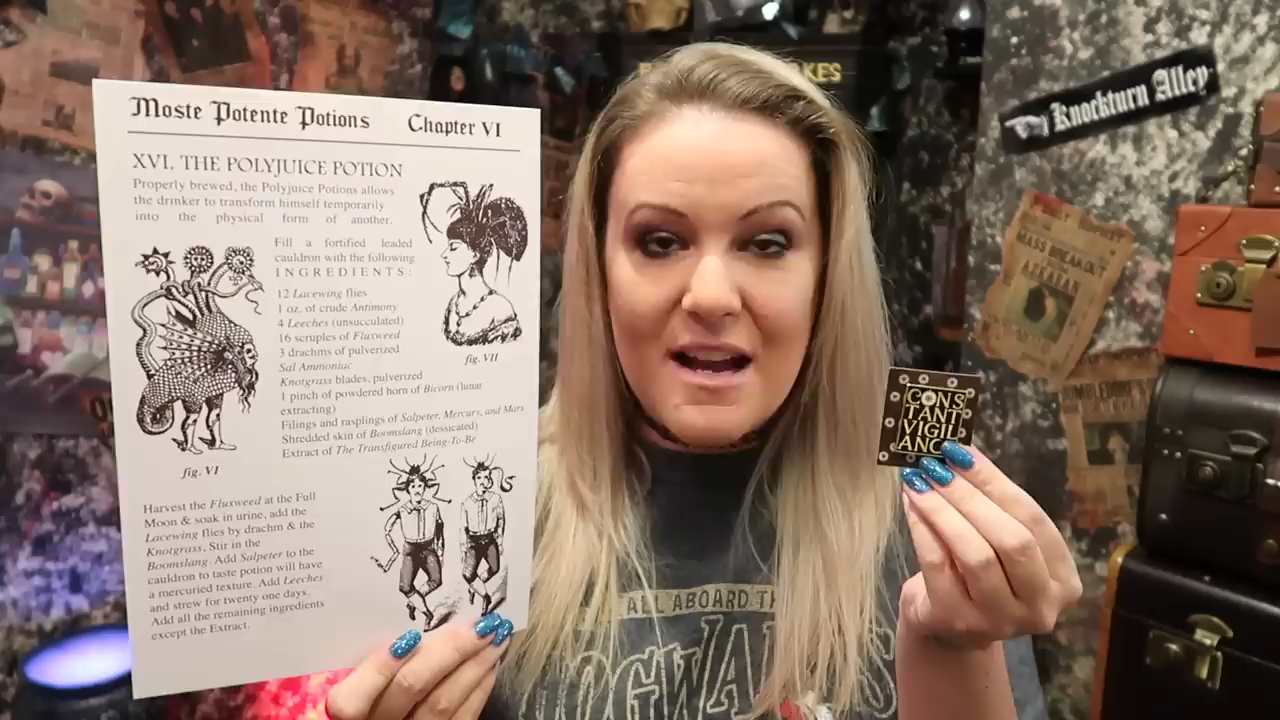 Moste Potente Potions Chapter VI
XVI. THE POLYJUICE POTION
Properly brewed, the Polyjuice Potions allows
the drinker to transform himself temporarily
into the physical form of another.
Fill a fortified leaded
cauldron with the following
INGREDIENTS:
12 Lacewing flies
1 oz. of crude Antimony
4 Leeches (unsucculated)
16 scruples of Fluxweed
3 drachms of pulverized
Sal Ammoniac
Knotgrass blades, pulverized
1 pinch of powdered horn of Bicorn (lunar
extracting)
Filings and rasplings of Salpeter, Mercury, and Mars
Shredded skin of Boomslang (dessicated)
Extract of The Transfigured Being-To-Be
fig. VII
fig. VI
Harvest the Fluxweed at the Full
Moon & soak in urine, add the
Lacewing flies by drachm & the
Knotgrass, Stir in the
Boomslang. Add Salpeter to the
cauldron to taste potion will have
a mercuried texture. Add Leeches
and strew for twenty one days.
Add all the remaining ingredients
except the Extract.
CONS
TANT
VIGIL
ANC
ALL ABOARD TH
HOGWARTS
Knockturn Alley
MASS BREAKOUT
AZKABAN
AKES